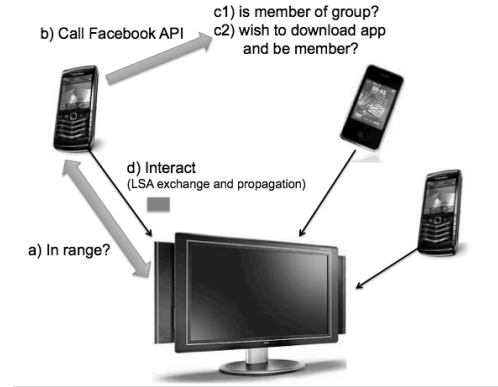 c1) is member of group?
b) Call Facebook API
c2) wish to download app
and be member?
d) Interact
(LSA exchange and propagation)
a) In range?